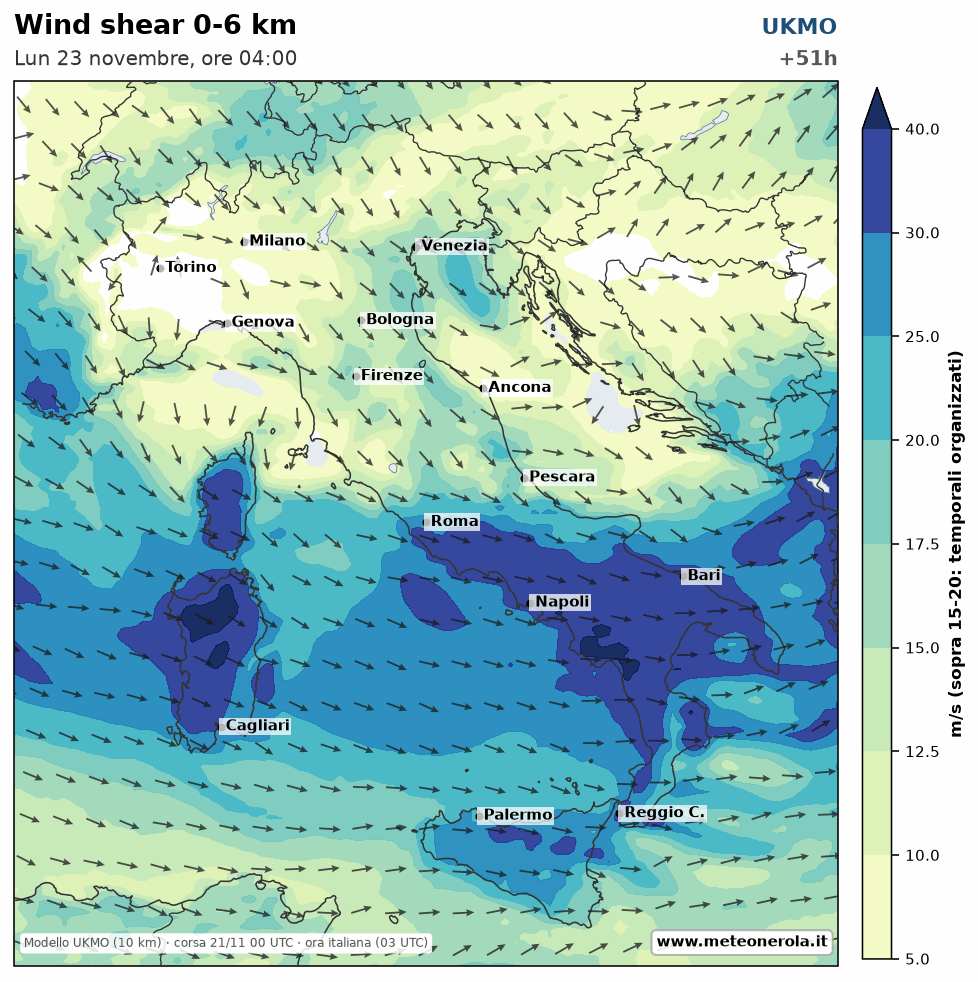 Wind shear 0-6 km
UKMO
Lun 23 novembre, ore 04:00
+51h
Milano
Venezia
Torino
Genova
Bologna
Firenze
Ancona
Pescara
Roma
Bari
Napoli
Cagliari
Palermo
Reggio C.
40.0
30.0
25.0
20.0
17.5
15.0
12.5
10.0
5.0
m/s (sopra 15-20: temporali organizzati)
Modello UKMO (10 km) · corsa 21/11 00 UTC · ora italiana (03 UTC)
www.meteonerola.it